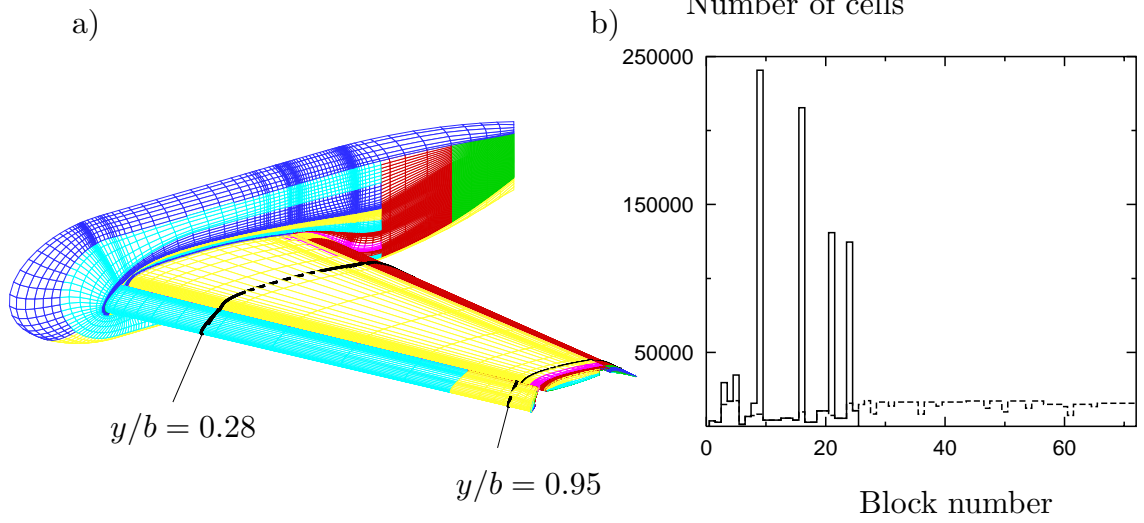 a)
b)
Number of cells
250000
150000
50000
0 20 40 60
Block number
y/b = 0.28
y/b = 0.95